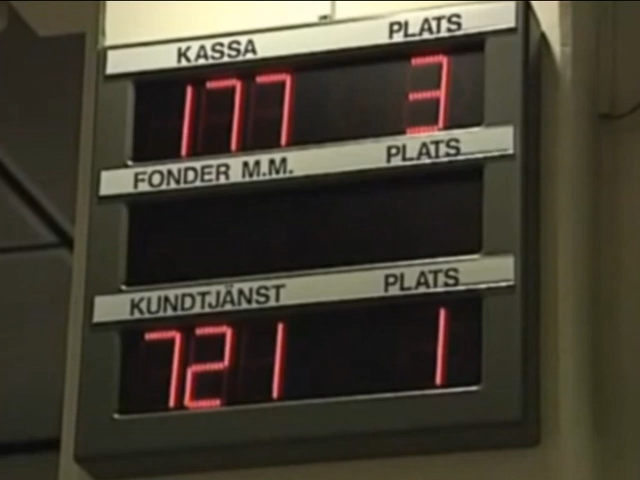 KASSA PLATS
177 3
FONDER M.M. PLATS
KUNDTJÄNST PLATS
721 1